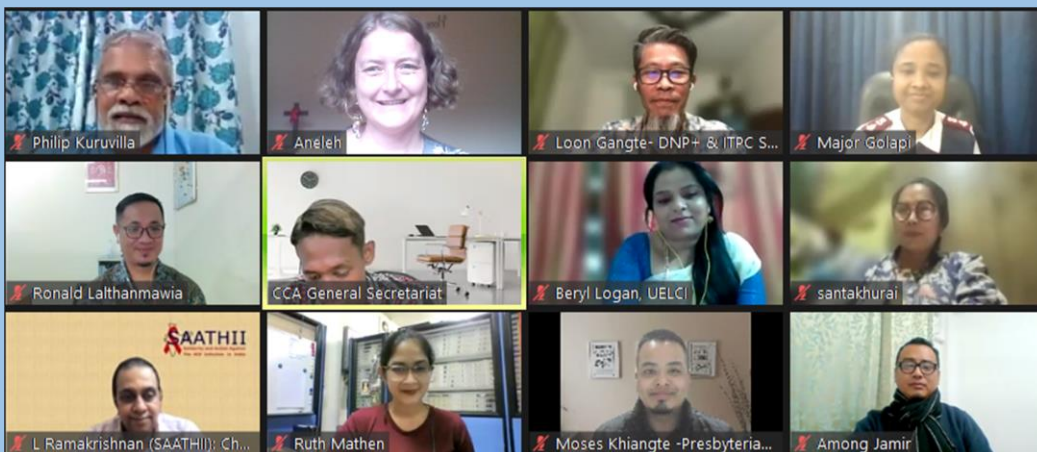 Philip Kuruvilla
Aneleh
Loon Gangte- DNP+ & ITPC S...
Major Golapi
Ronald Lalthanmawia
CCA General Secretariat
Beryl Logan, UELCI
santakhurai
SAATHII
L Ramakrishnan (SAATHII): Ch...
Ruth Mathen
Moses Khiangte -Presbyteria...
Among Jamir